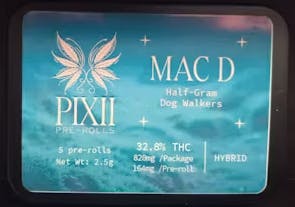 MAC D
Half-Gram
Dog Walkers
PIXII
PRE-ROLLS
5 pre-rolls
Net Wt: 2.5g
32.8% THC
820mg /Package
164mg /Pre-roll
HYBRID